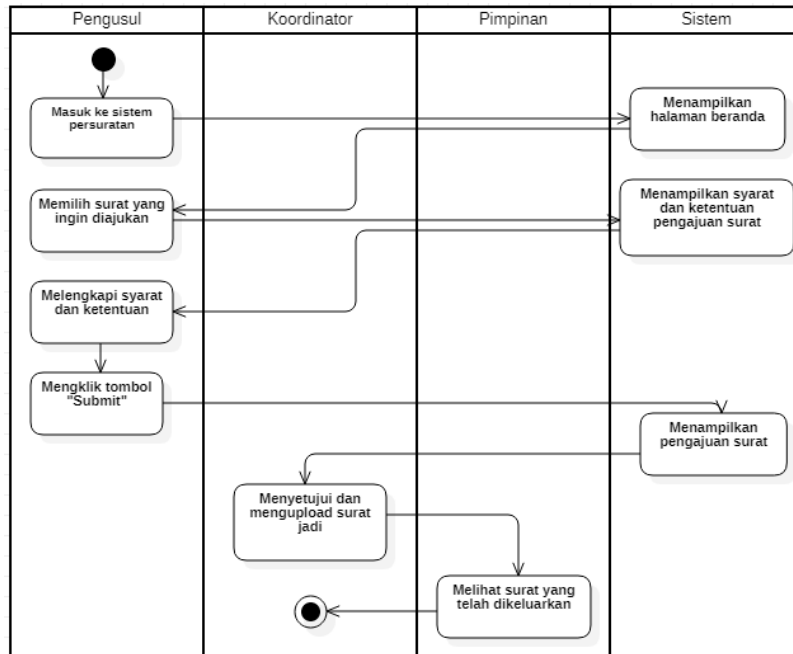 Pengusul
Koordinator
Pimpinan
Sistem
Masuk ke sistem
persuratan
Menampilkan
halaman beranda
Memilih surat yang
ingin diajukan
Menampilkan syarat
dan ketentuan
pengajuan surat
Melengkapi syarat
dan ketentuan
Mengklik tombol
"Submit"
Menampilkan
pengajuan surat
Menyetujui dan
mengupload surat
jadi
Melihat surat yang
telah dikeluarkan